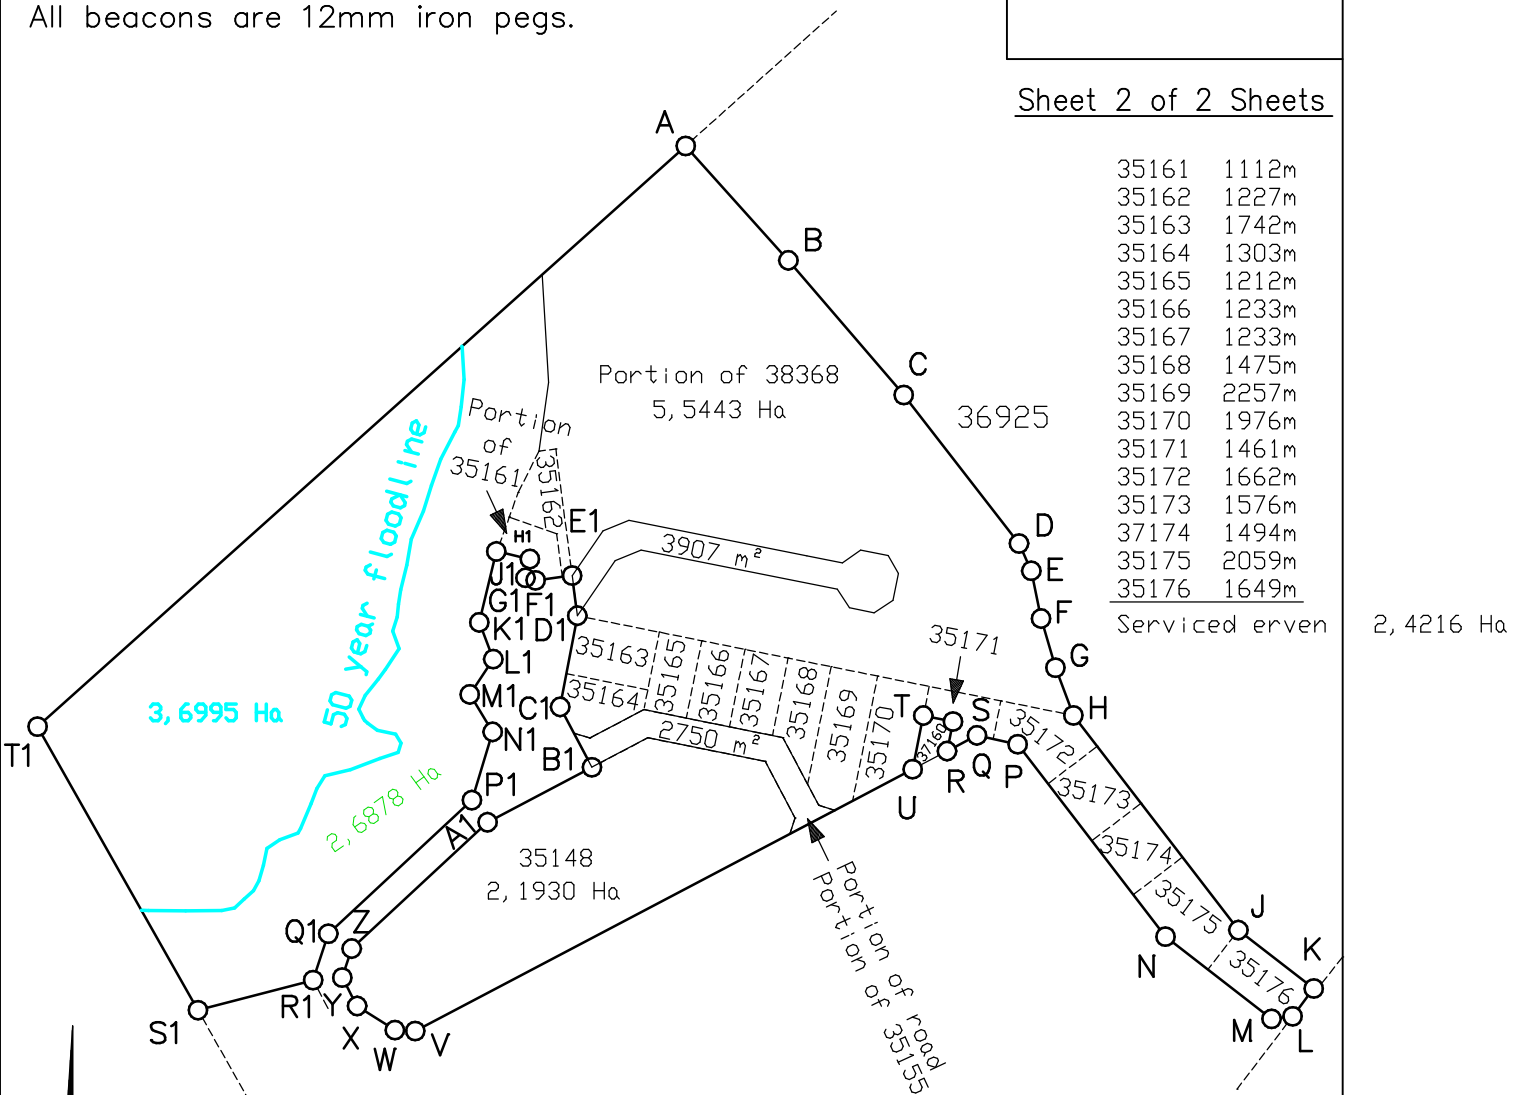 All beacons are 12mm iron pegs.
Sheet 2 of 2 Sheets
35161 1112m
35162 1227m
35163 1742m
35164 1303m
35165 1212m
35166 1233m
35167 1233m
35168 1475m
35169 2257m
35170 1976m
35171 1461m
35172 1662m
35173 1576m
37174 1494m
35175 2059m
35176 1649m
Serviced erven 2,4216 Ha
A
B
C
36925
Portion of 38368
5,5443 Ha
Portion
of
35161
35162
50 year floodline
D
E
F
G
H
E1
H1
J1
G1
F1
3907 m²
K1
D1
L1
M1
C1
N1
B1
P1
A1
35163
35164
35165
35166
35167
35168
35169
35170
35171
37160
35172
35173
35174
35175
35176
T
S
R
Q
P
U
2750 m²
3,6995 Ha
2,6878 Ha
T1
35148
2,1930 Ha
Portion of road
Portion of 35155
Q1
Z
R1
Y
S1
X
W
V
J
K
N
M
L